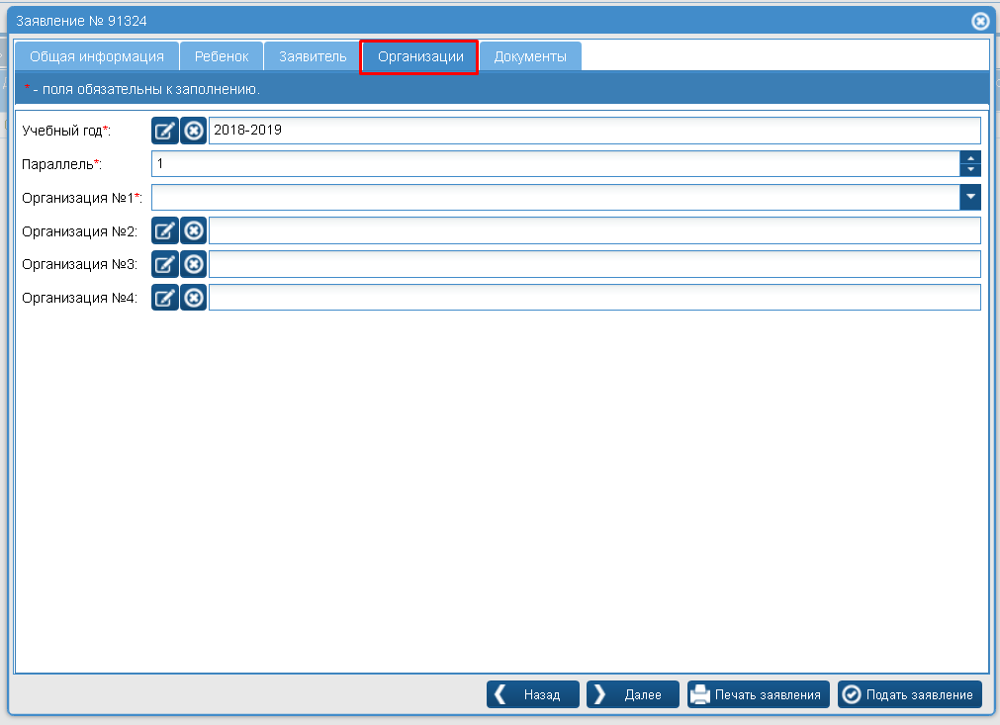 Заявление № 91324
Общая информация Ребенок Заявитель Организации Документы
* - поля обязательны к заполнению.
Учебный год*: 2018-2019
Параллель*: 1
Организация №1*:
Организация №2:
Организация №3:
Организация №4:
Назад Далее Печать заявления Подать заявление